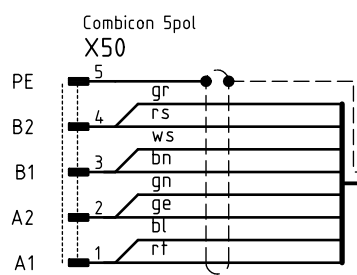 Combicon 5pol
X50
PE 5
gr
B2 4 rs
ws
B1 3 bn
gn
A2 2 ge
bl
A1 1 rt